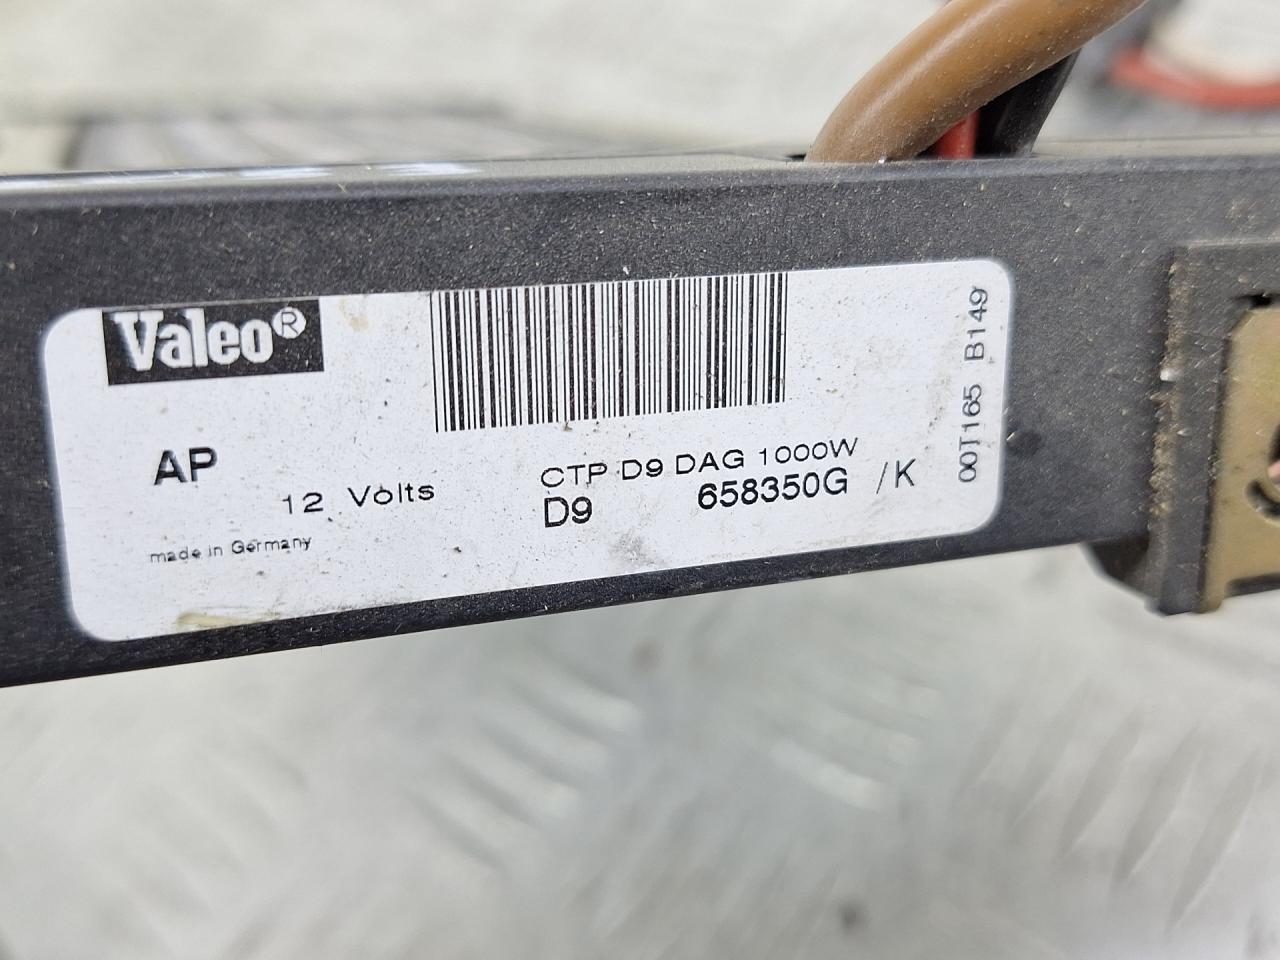 Valeo®
AP
12 Volts
made in Germany
CTP D9 DAG 1000W
D9 658350G /K
00T165 B149